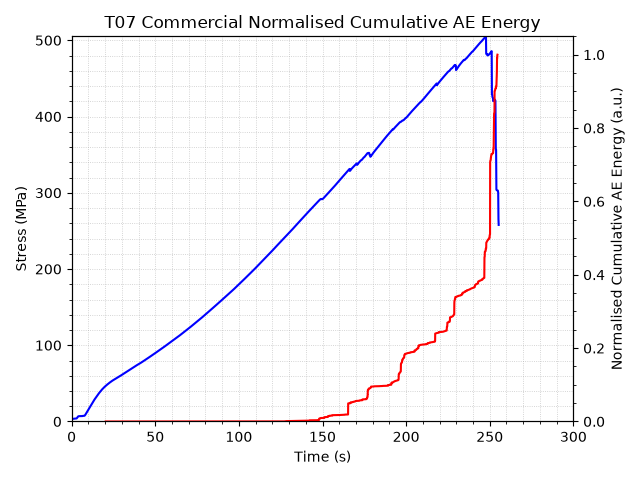 T07 Commercial Normalised Cumulative AE Energy
Stress (MPa)
500
400
300
200
100
0
Normalised Cumulative AE Energy (a.u.)
1.0
0.8
0.6
0.4
0.2
0.0
0 50 100 150 200 250 300
Time (s)